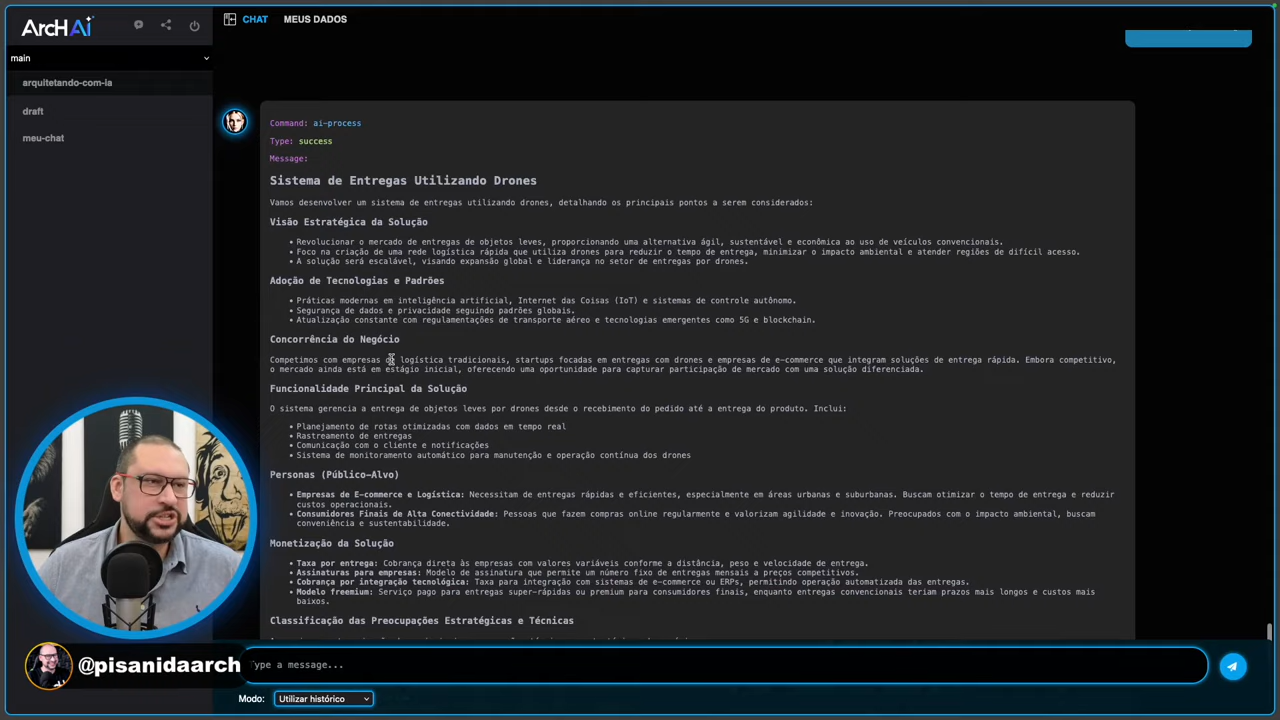 ArcH Ai
CHAT
MEUS DADOS
main
arquitetando-com-ia
draft
meu-chat
Command: ai-process
Type: success
Message:
Sistema de Entregas Utilizando Drones
Vamos desenvolver um sistema de entregas utilizando drones, detalhando os principais pontos a serem considerados:
Visão Estratégica da Solução
• Revolucionar o mercado de entregas de objetos leves, proporcionando uma alternativa ágil, sustentável e econômica ao uso de veículos convencionais.
• Foco na criação de uma rede logística rápida que utiliza drones para reduzir o tempo de entrega, minimizar o impacto ambiental e atender regiões de difícil acesso.
• A solução será escalável, visando expansão global e liderança no setor de entregas por drones.
Adoção de Tecnologias e Padrões
• Práticas modernas em inteligência artificial, Internet das Coisas (IoT) e sistemas de controle autônomo.
• Segurança de dados e privacidade seguindo padrões globais.
• Atualização constante com regulamentações de transporte aéreo e tecnologias emergentes como 5G e blockchain.
Concorrência do Negócio
Competimos com empresas de logística tradicionais, startups focadas em entregas com drones e empresas de e-commerce que integram soluções de entrega rápida. Embora competitivo,
o mercado ainda está em estágio inicial, oferecendo uma oportunidade para capturar participação de mercado com uma solução diferenciada.
Funcionalidade Principal da Solução
O sistema gerencia a entrega de objetos leves por drones desde o recebimento do pedido até a entrega do produto. Inclui:
• Planejamento de rotas otimizadas com dados em tempo real
• Rastreamento de entregas
• Comunicação com o cliente e notificações
• Sistema de monitoramento automático para manutenção e operação contínua dos drones
Personas (Público-Alvo)
• Empresas de E-commerce e Logística: Necessitam de entregas rápidas e eficientes, especialmente em áreas urbanas e suburbanas. Buscam otimizar o tempo de entrega e reduzir
custos operacionais.
• Consumidores Finais de Alta Conectividade: Pessoas que fazem compras online regularmente e valorizam agilidade e inovação. Preocupados com o impacto ambiental, buscam
conveniência e sustentabilidade.
Monetização da Solução
• Taxa por entrega: Cobrança direta às empresas com valores variáveis conforme a distância, peso e velocidade de entrega.
• Assinaturas para empresas: Modelo de assinatura que permite um número fixo de entregas mensais a preços competitivos.
• Cobrança por integração tecnológica: Taxa para integração com sistemas de e-commerce ou ERPs, permitindo operação automatizada das entregas.
• Modelo freemium: Serviço pago para entregas super-rápidas ou premium para consumidores finais, enquanto entregas convencionais teriam prazos mais longos e custos mais
baixos.
Classificação das Preocupações Estratégicas e Técnicas
@pisanidaarch
Type a message...
Modo:
Utilizar histórico